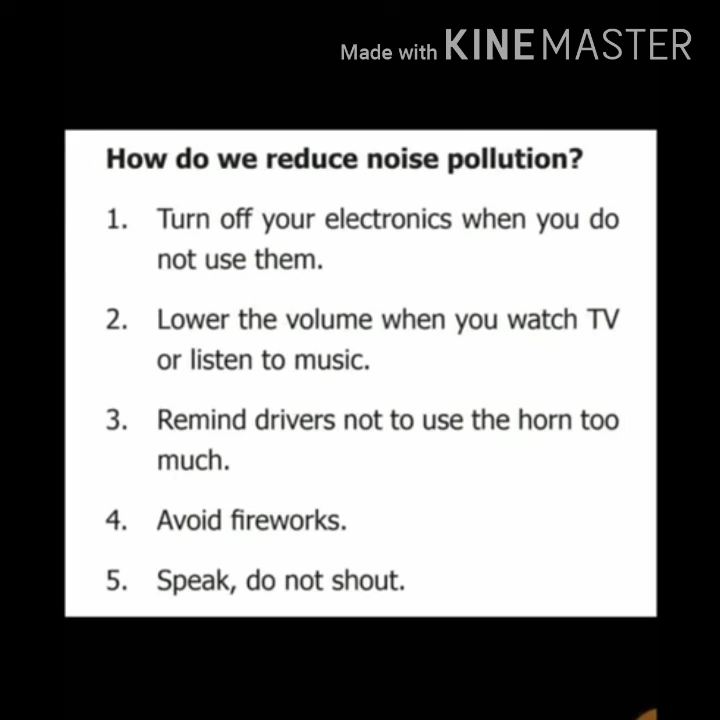 Made with KINEMASTER
How do we reduce noise pollution?
1. Turn off your electronics when you do
not use them.
2. Lower the volume when you watch TV
or listen to music.
3. Remind drivers not to use the horn too
much.
4. Avoid fireworks.
5. Speak, do not shout.